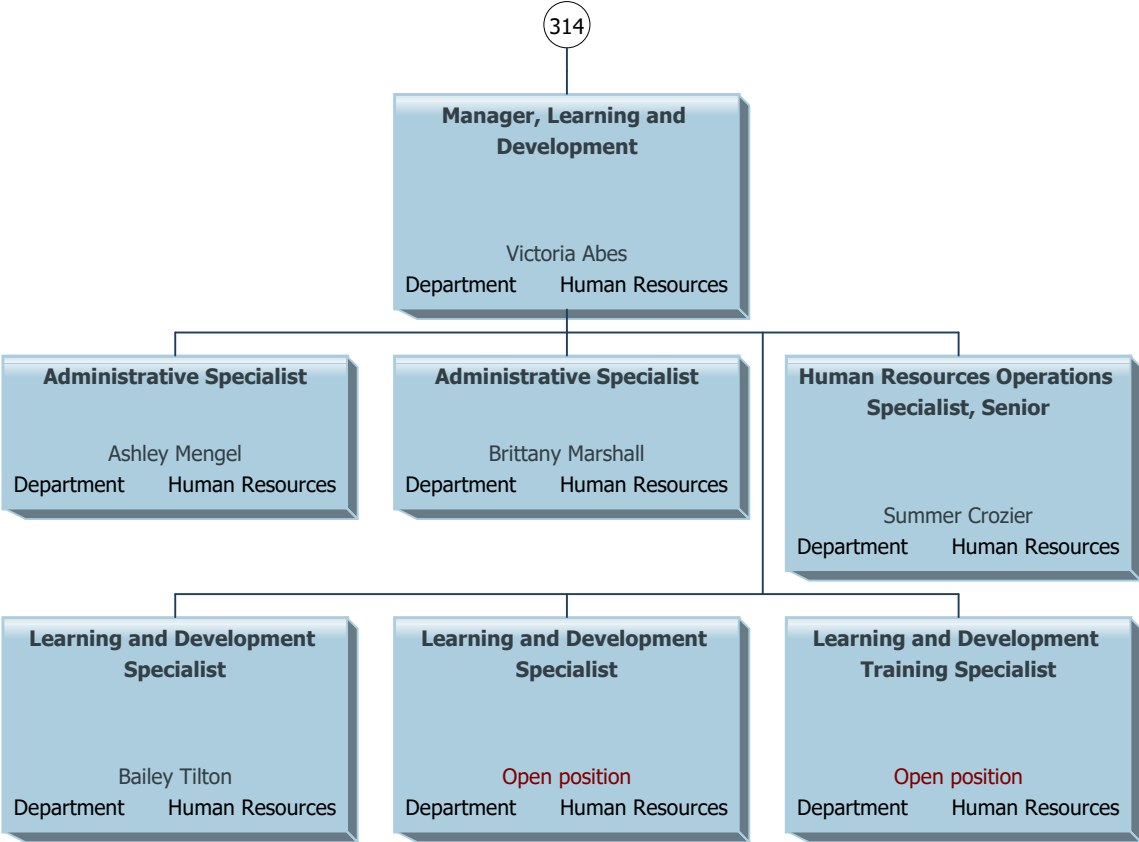 314
Manager, Learning and
Development
Victoria Abes
Department Human Resources
Administrative Specialist
Ashley Mengel
Department Human Resources
Administrative Specialist
Brittany Marshall
Department Human Resources
Human Resources Operations
Specialist, Senior
Summer Crozier
Department Human Resources
Learning and Development
Specialist
Bailey Tilton
Department Human Resources
Learning and Development
Specialist
Open position
Department Human Resources
Learning and Development
Training Specialist
Open position
Department Human Resources